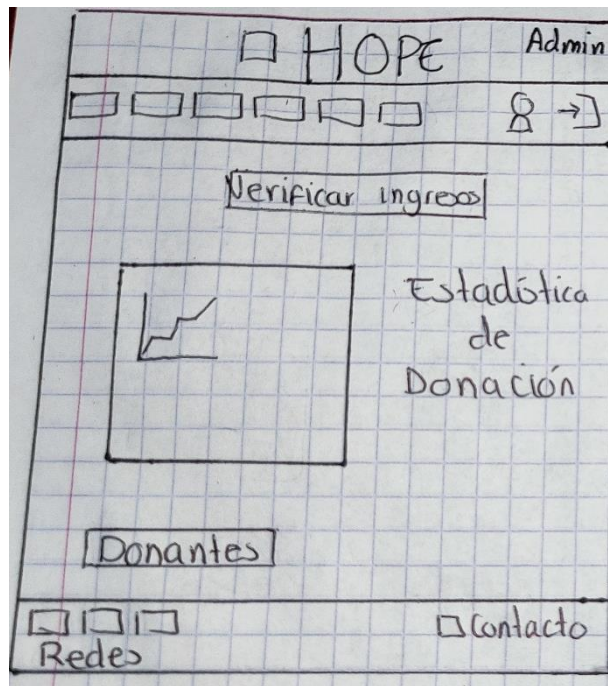 HOPE
Admin
Verificar ingresos
Estadística
de
Donación
Donantes
Redes
Contacto